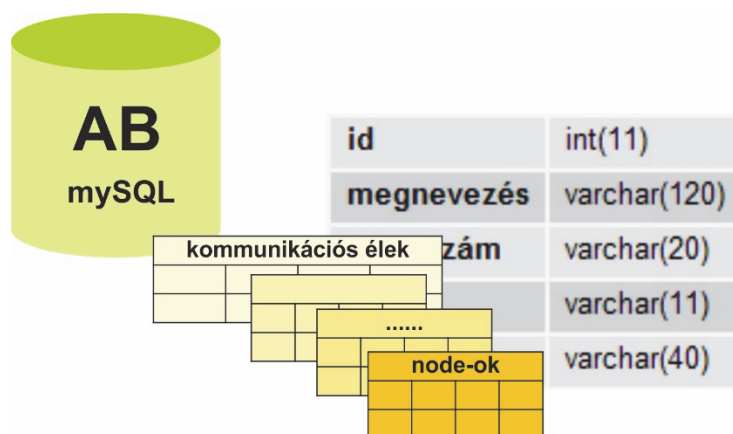 AB
mySQL
id int(11)
megnevezés varchar(120)
zám varchar(20)
varchar(11)
varchar(40)
kommunikációs élek
......
node-ok